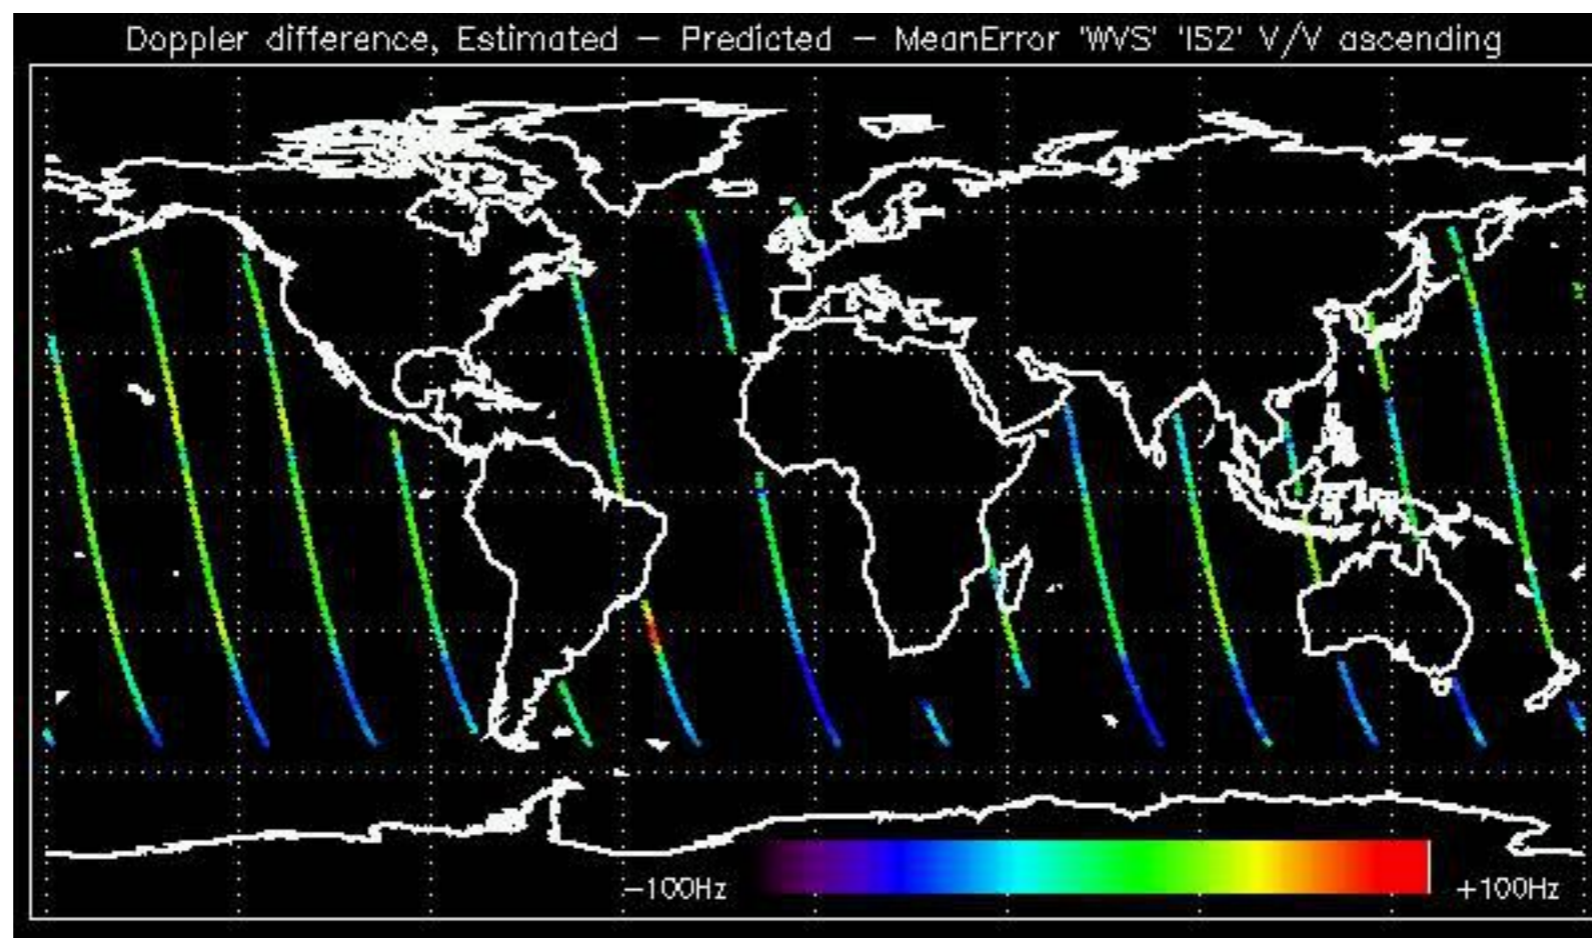 Doppler difference, Estimated – Predicted – MeanError 'WVS' 'IS2' V/V ascending
–100Hz
+100Hz